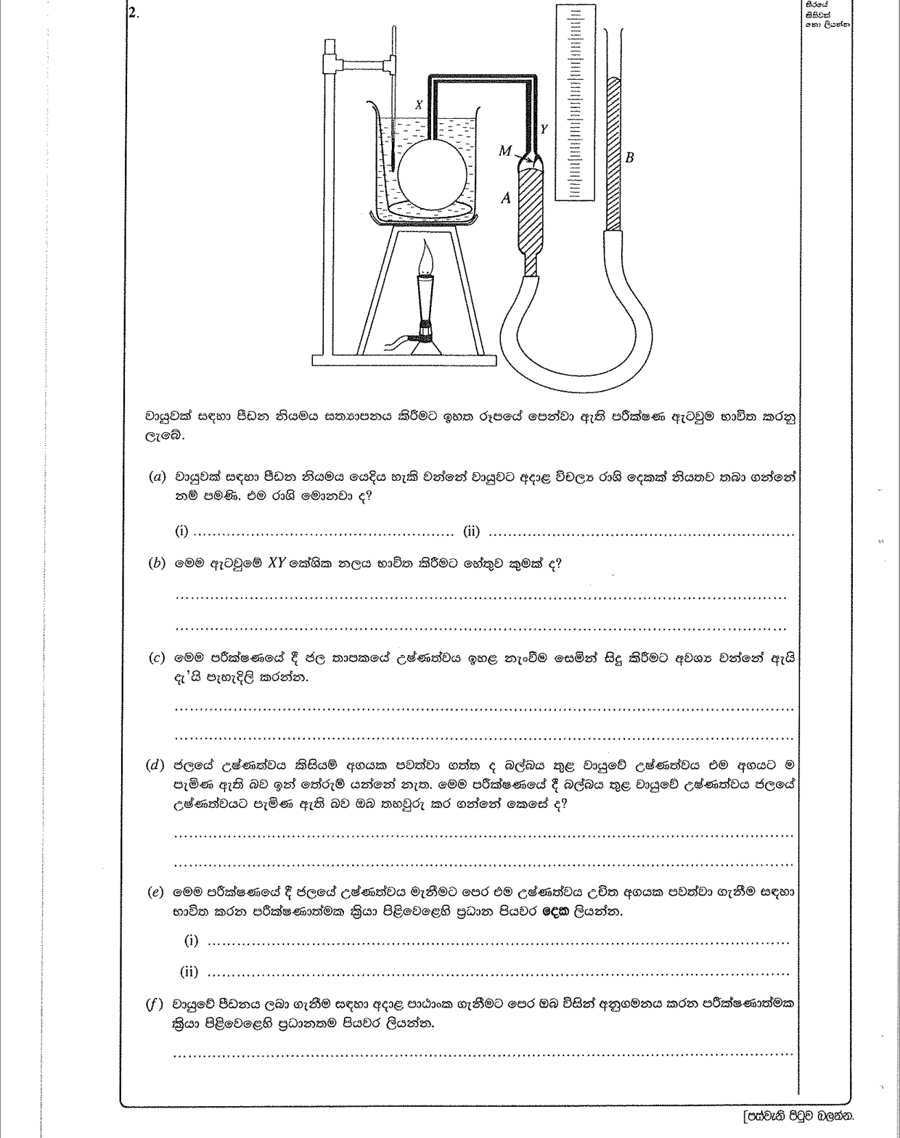 තීරයේ
කිසිවක්
නො ලියන්න
2.
X
Y
M
A
B
වායුවක් සඳහා පීඩන නියමය සත්‍යාපනය කිරීමට ඉහත රූපයේ පෙන්වා ඇති පරීක්ෂණ ඇටවුම භාවිත කරනු
ලැබේ.
(a) වායුවක් සඳහා පීඩන නියමය යෙදිය හැකි වන්නේ වායුවට අදාළ විචල්‍ය රාශි දෙකක් නියතව තබා ගන්නේ
නම් පමණි. එම රාශි මොනවා ද?
(i) ................................................... (ii) ............................................................
(b) මෙම ඇටවුමේ XY කේශික නලය භාවිත කිරීමට හේතුව කුමක් ද?
........................................................................................................................
........................................................................................................................
(c) මෙම පරීක්ෂණයේ දී ජල තාපකයේ උෂ්ණත්වය ඉහළ නැංවීම සෙමින් සිදු කිරීමට අවශ්‍ය වන්නේ ඇයි
දැ'යි පැහැදිලි කරන්න.
........................................................................................................................
........................................................................................................................
(d) ජලයේ උෂ්ණත්වය කිසියම් අගයක පවත්වා ගත්ත ද බල්බය තුළ වායුවේ උෂ්ණත්වය එම අගයට ම
පැමිණ ඇති බව ඉන් තේරුම් යන්නේ නැත. මෙම පරීක්ෂණයේ දී බල්බය තුළ වායුවේ උෂ්ණත්වය ජලයේ
උෂ්ණත්වයට පැමිණ ඇති බව ඔබ තහවුරු කර ගන්නේ කෙසේ ද?
........................................................................................................................
........................................................................................................................
(e) මෙම පරීක්ෂණයේ දී ජලයේ උෂ්ණත්වය මැනීමට පෙර එම උෂ්ණත්වය උචිත අගයක පවත්වා ගැනීම සඳහා
භාවිත කරන පරීක්ෂණාත්මක ක්‍රියා පිළිවෙළෙහි ප්‍රධාන පියවර දෙක ලියන්න.
(i) ..................................................................................................................
(ii) ..................................................................................................................
(f) වායුවේ පීඩනය ලබා ගැනීම සඳහා අදාළ පාඨාංක ගැනීමට පෙර ඔබ විසින් අනුගමනය කරන පරීක්ෂණාත්මක
ක්‍රියා පිළිවෙළෙහි ප්‍රධානතම පියවර ලියන්න.
........................................................................................................................
[පස්වැනි පිටුව බලන්න.